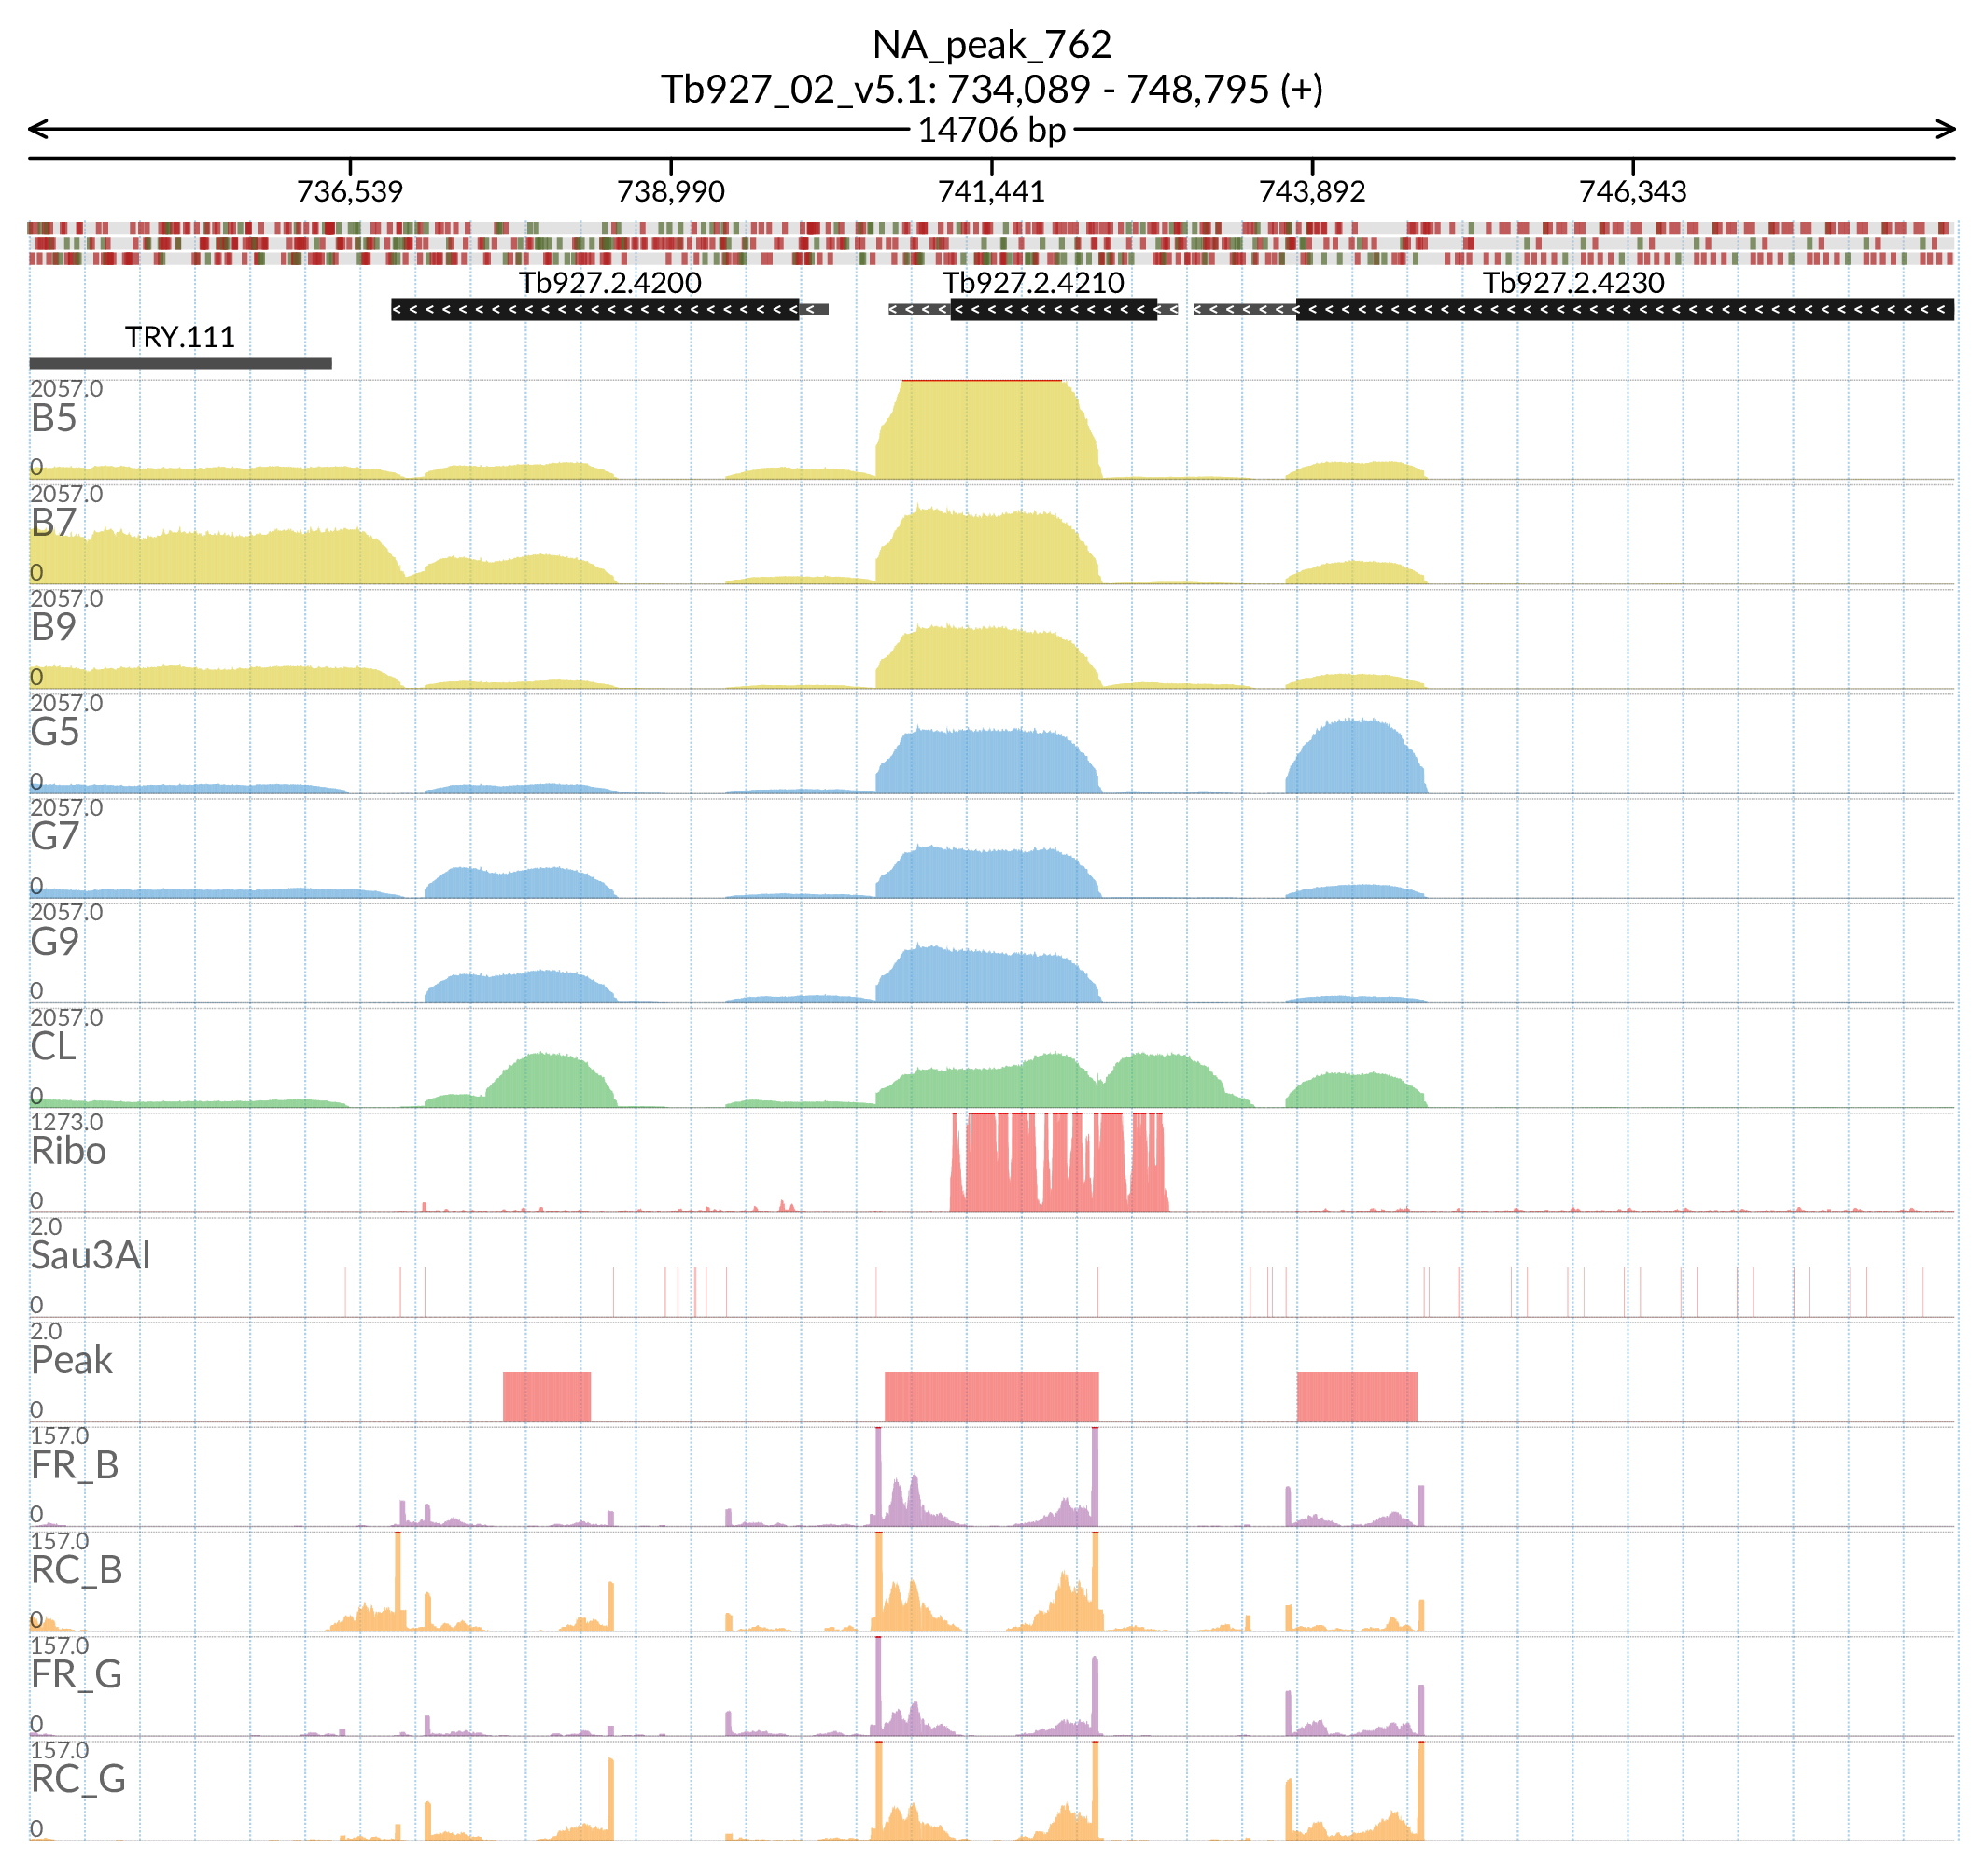 NA_peak_762
Tb927_02_v5.1: 734,089 - 748,795 (+)
14706 bp
736,539 738,990 741,441 743,892 746,343
Tb927.2.4200 Tb927.2.4210 Tb927.2.4230
TRY.111
2057.0
B5
0
2057.0
B7
0
2057.0
B9
0
2057.0
G5
0
2057.0
G7
0
2057.0
G9
0
2057.0
CL
0
1273.0
Ribo
0
2.0
Sau3AI
0
2.0
Peak
0
157.0
FR_B
0
157.0
RC_B
0
157.0
FR_G
0
157.0
RC_G
0